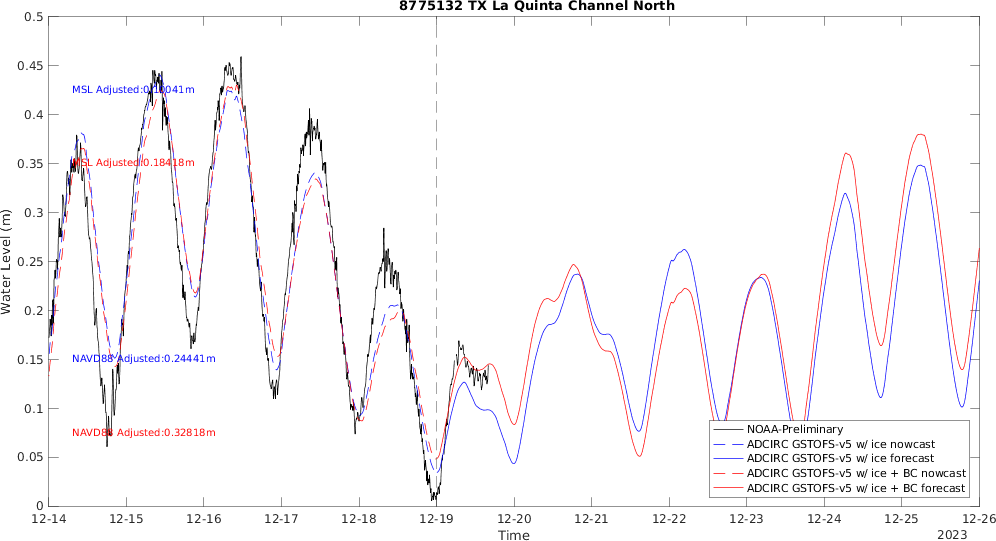 8775132 TX La Quinta Channel North
0.5
0.45
0.4
0.35
0.3
0.25
0.2
0.15
0.1
0.05
0
Water Level (m)
MSL Adjusted:0.10041m
MSL Adjusted:0.18418m
NAVD88 Adjusted:0.24441m
NAVD88 Adjusted:0.32818m
NOAA-Preliminary
ADCIRC GSTOFS-v5 w/ ice nowcast
ADCIRC GSTOFS-v5 w/ ice forecast
ADCIRC GSTOFS-v5 w/ ice + BC nowcast
ADCIRC GSTOFS-v5 w/ ice + BC forecast
12-14 12-15 12-16 12-17 12-18 12-19 12-20 12-21 12-22 12-23 12-24 12-25 12-26
Time
2023